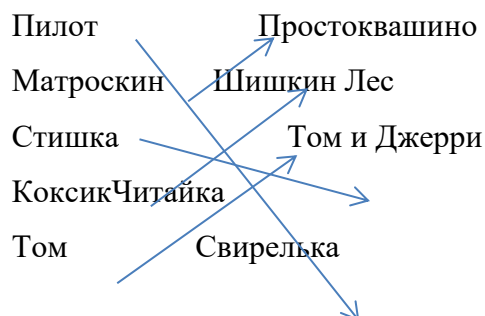 Пилот Простоквашино
Матроскин Шишкин Лес
Стишка Том и Джерри
КоксикЧитайка
Том Свирелька